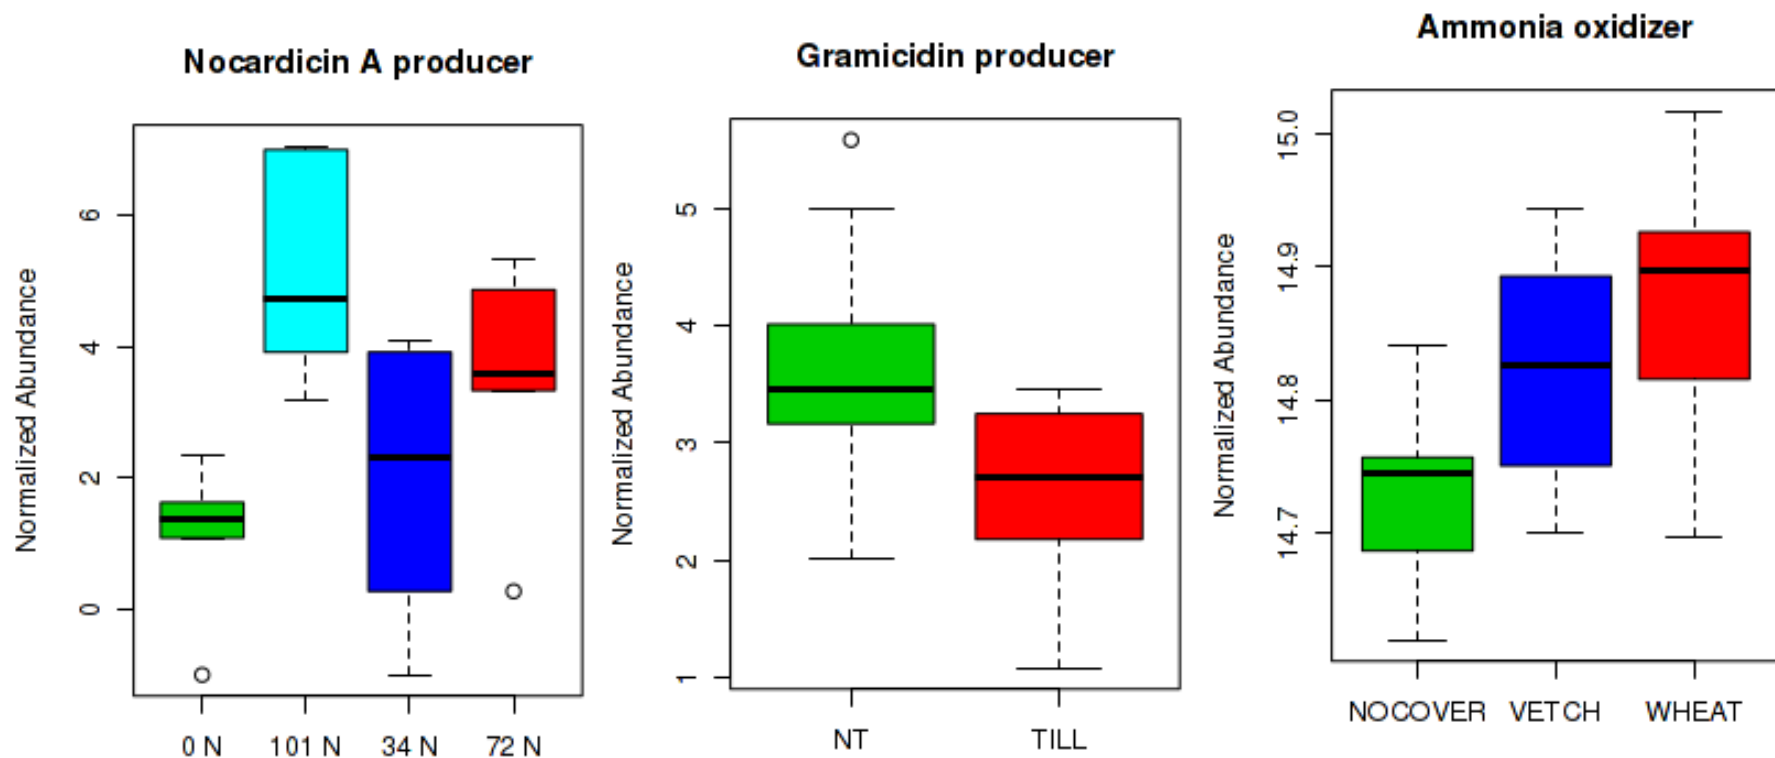 Nocardicin A producer
Normalized Abundance
6
4
2
0
0 N 101 N 34 N 72 N
Gramicidin producer
Normalized Abundance
5
4
3
2
1
NT TILL
Ammonia oxidizer
Normalized Abundance
15.0
14.9
14.8
14.7
NOCOVER VETCH WHEAT